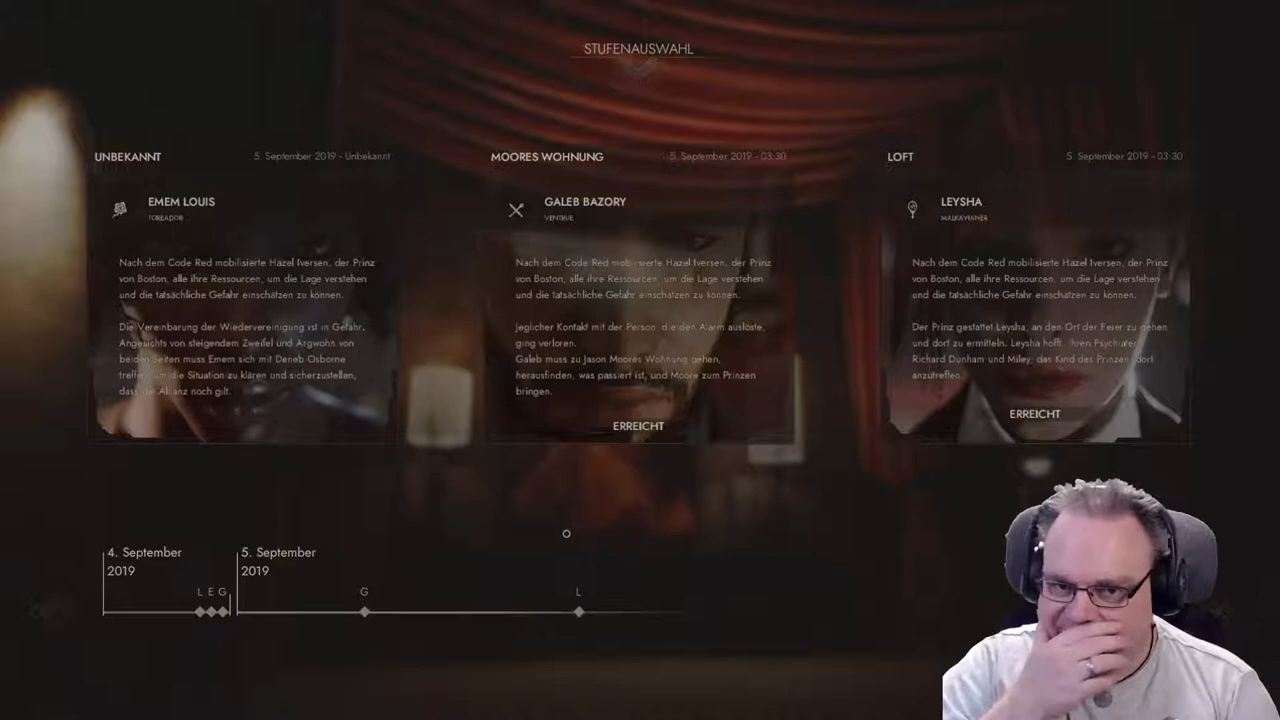 STUFENAUSWAHL
UNBEKANNT
5. September 2019 - Unbekannt
EMEM LOUIS
TOREADOR
Nach dem Code Red mobilisierte Hazel Iversen, der Prinz
von Boston, alle ihre Ressourcen, um die Lage verstehen
und die tatsächliche Gefahr einschätzen zu können.
Die Vereinbarung der Wiedervereinigung ist in Gefahr.
Angesichts von steigendem Zweifel und Argwohn von
beiden Seiten muss Emem sich mit Deneb Osborne
treffen, um die Situation zu klären und sicherzustellen,
dass die Allianz noch gilt.
MOORES WOHNUNG
5. September 2019 - 03:30
GALEB BAZORY
VENTRUE
Nach dem Code Red mobilisierte Hazel Iversen, der Prinz
von Boston, alle ihre Ressourcen, um die Lage verstehen
und die tatsächliche Gefahr einschätzen zu können.
Jeglicher Kontakt mit der Person, die den Alarm auslöste,
ging verloren.
Galeb muss zu Jason Moores Wohnung gehen,
herausfinden, was passiert ist, und Moore zum Prinzen
bringen.
ERREICHT
LOFT
5. September 2019 - 03:30
LEYSHA
MALKAVIANER
Nach dem Code Red mobilisierte Hazel Iversen, der Prinz
von Boston, alle ihre Ressourcen, um die Lage verstehen
und die tatsächliche Gefahr einschätzen zu können.
Der Prinz gestattet Leysha, an den Ort der Feier zu gehen
und dort zu ermitteln. Leysha hofft, ihren Psychiater
Richard Dunham und Miley, das Kind des Prinzen, dort
anzutreffen.
ERREICHT
4. September
2019
L E G
5. September
2019
G
L